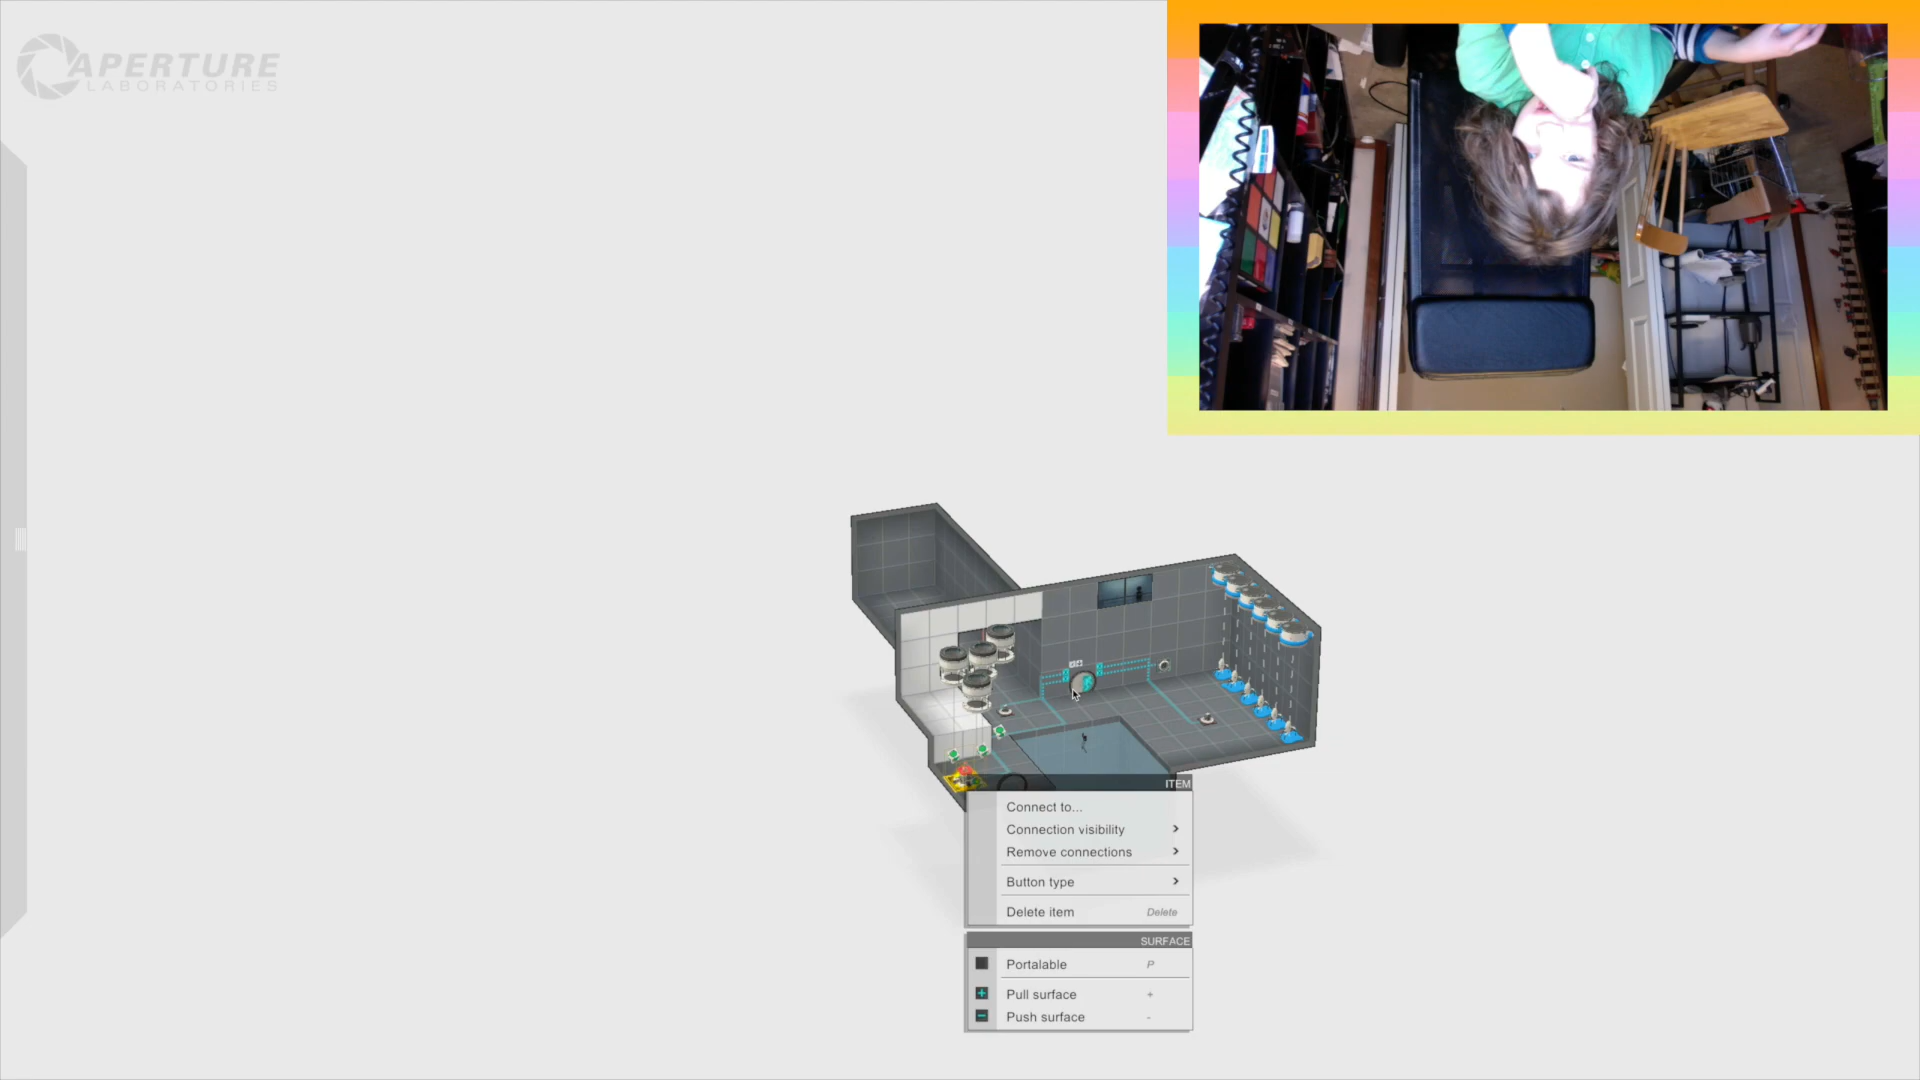 APERTURE
LABORATORIES
ITEM
Connect to...
Connection visibility
Remove connections
Button type
Delete item Delete
SURFACE
Portalable P
Pull surface +
Push surface -